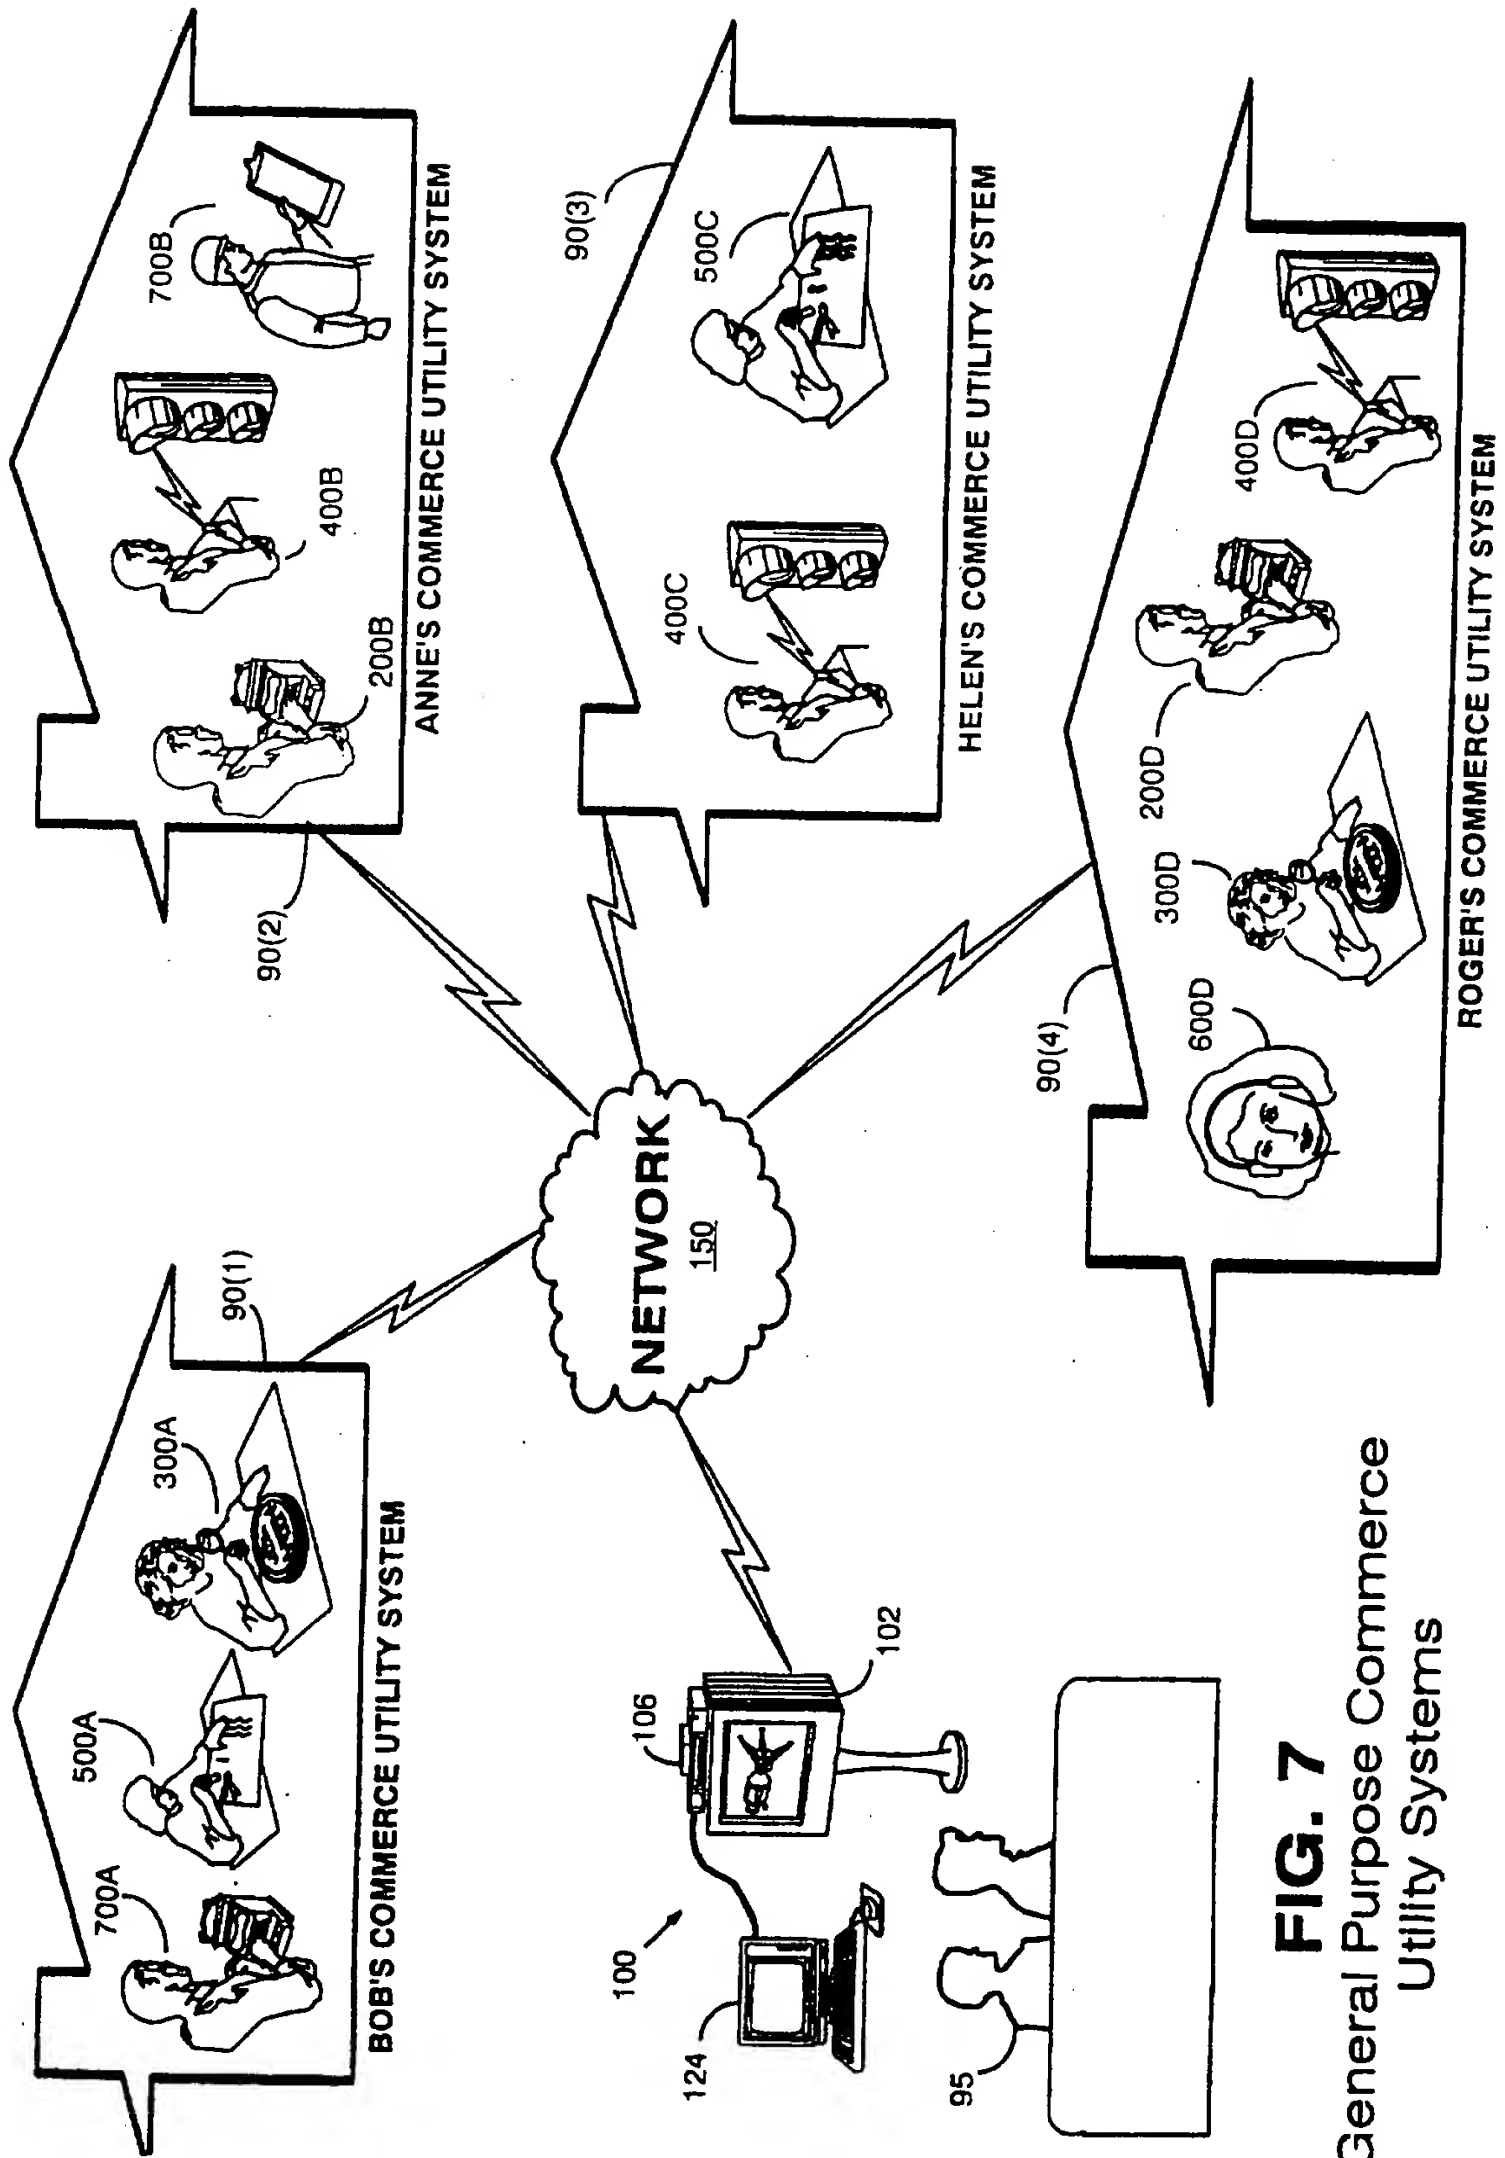 90(1)
300A
500A
700A
BOB'S COMMERCE UTILITY SYSTEM
700B
400B
200B
ANNE'S COMMERCE UTILITY SYSTEM
90(2)
90(3)
500C
400C
HELEN'S COMMERCE UTILITY SYSTEM
NETWORK
150
90(4)
600D
300D
200D
400D
ROGER'S COMMERCE UTILITY SYSTEM
100
106
102
124
95
FIG. 7
General Purpose Commerce
Utility Systems